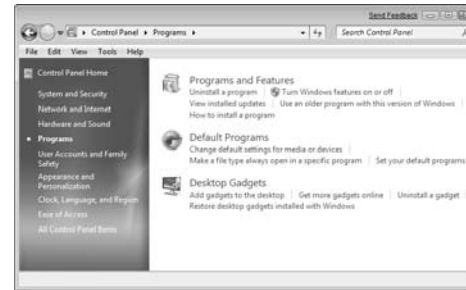 Send Feedback
Control Panel Programs
Search Control Panel
File Edit View Tools Help
Control Panel Home
System and Security
Network and Internet
Hardware and Sound
Programs
User Accounts and Family
Safety
Appearance and
Personalization
Clock, Language, and Region
Ease of Access
All Control Panel Items
Programs and Features
Uninstall a program Turn Windows features on or off
View installed updates Use an older program with this version of Windows
How to install a program
Default Programs
Change default settings for media or devices
Make a file type always open in a specific program Set your default programs
Desktop Gadgets
Add gadgets to the desktop Get more gadgets online Uninstall a gadget
Restore desktop gadgets installed with Windows